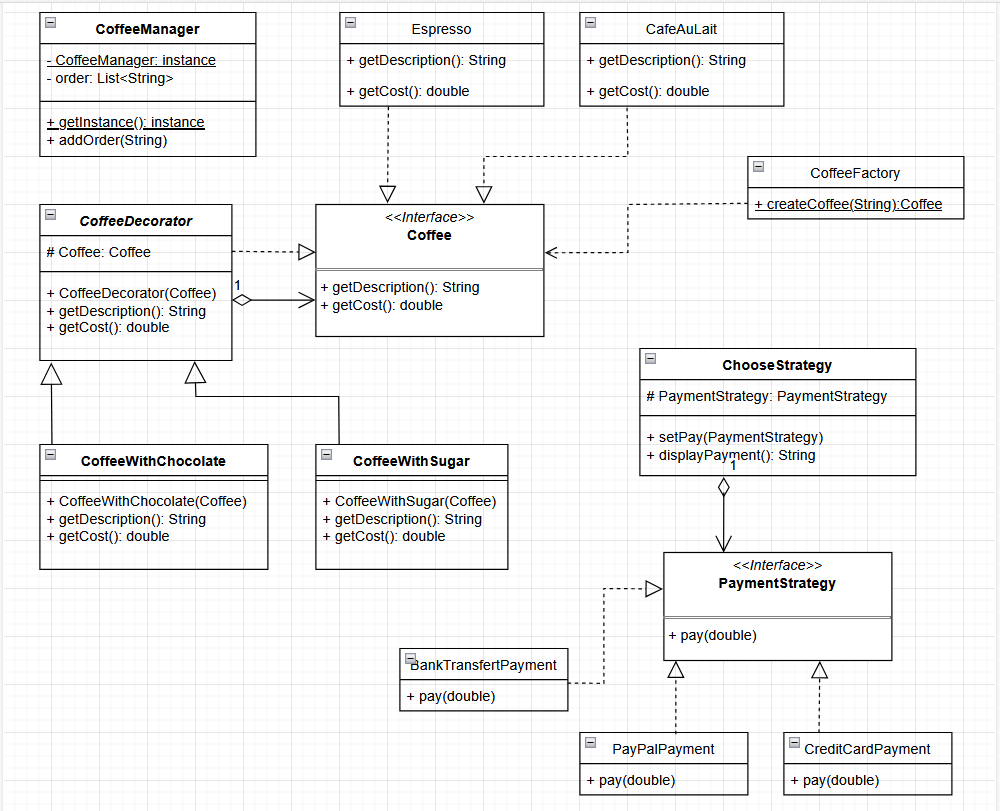 CoffeeManager
- CoffeeManager: instance
- order: List<String>
+ getInstance(): instance
+ addOrder(String)
Espresso
+ getDescription(): String
+ getCost(): double
CafeAuLait
+ getDescription(): String
+ getCost(): double
CoffeeFactory
+ createCoffee(String):Coffee
CoffeeDecorator
# Coffee: Coffee
+ CoffeeDecorator(Coffee)
+ getDescription(): String
+ getCost(): double
1
<<Interface>>
Coffee
+ getDescription(): String
+ getCost(): double
ChooseStrategy
# PaymentStrategy: PaymentStrategy
+ setPay(PaymentStrategy)
+ displayPayment(): String
1
CoffeeWithChocolate
+ CoffeeWithChocolate(Coffee)
+ getDescription(): String
+ getCost(): double
CoffeeWithSugar
+ CoffeeWithSugar(Coffee)
+ getDescription(): String
+ getCost(): double
<<Interface>>
PaymentStrategy
+ pay(double)
BankTransfertPayment
+ pay(double)
PayPalPayment
+ pay(double)
CreditCardPayment
+ pay(double)